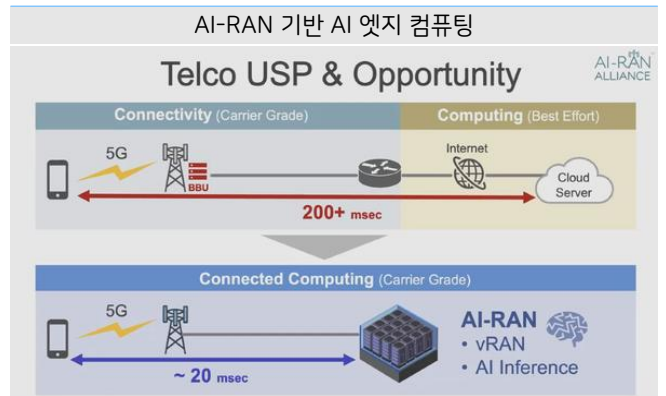 AI-RAN 기반 AI 엣지 컴퓨팅
Telco USP & Opportunity
AI-RAN
ALLIANCE
Connectivity (Carrier Grade)
Computing (Best Effort)
5G
BBU
Internet
Cloud
Server
200+ msec
Connected Computing (Carrier Grade)
5G
~ 20 msec
AI-RAN
• vRAN
• AI Inference